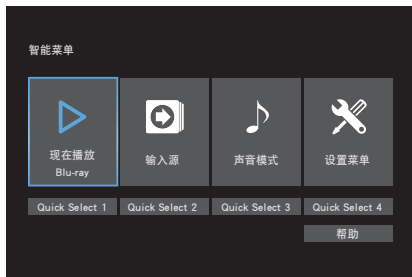 智能菜单
现在播放
Blu-ray
输入源
声音模式
设置菜单
Quick Select 1
Quick Select 2
Quick Select 3
Quick Select 4
帮助